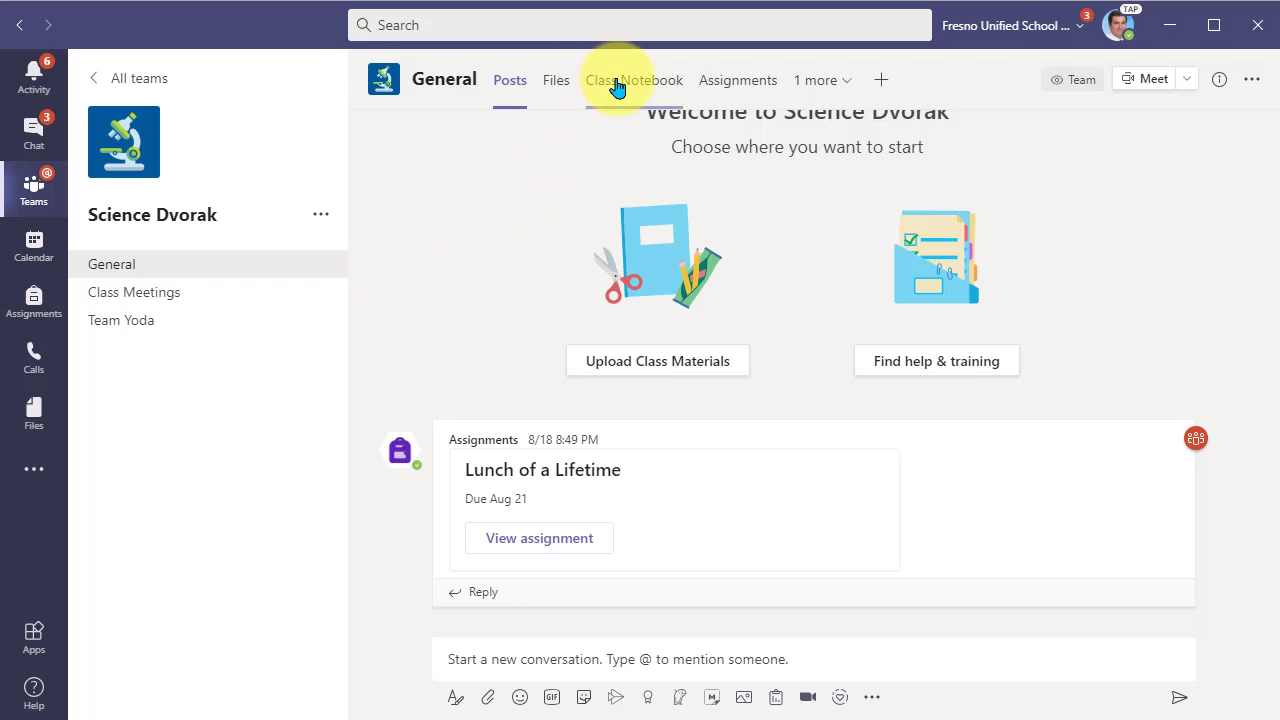 Search
Fresno Unified School ...
3
TAP
6
Activity
3
Chat
@
Teams
Calendar
Assignments
Calls
Files
Apps
Help
All teams
Science Dvorak
General
Class Meetings
Team Yoda
General
Posts
Files
Class Notebook
Assignments
1 more
Team
Meet
Welcome to Science Dvorak
Choose where you want to start
Upload Class Materials
Find help & training
Assignments 8/18 8:49 PM
Lunch of a Lifetime
Due Aug 21
View assignment
Reply
Start a new conversation. Type @ to mention someone.
GIF
M